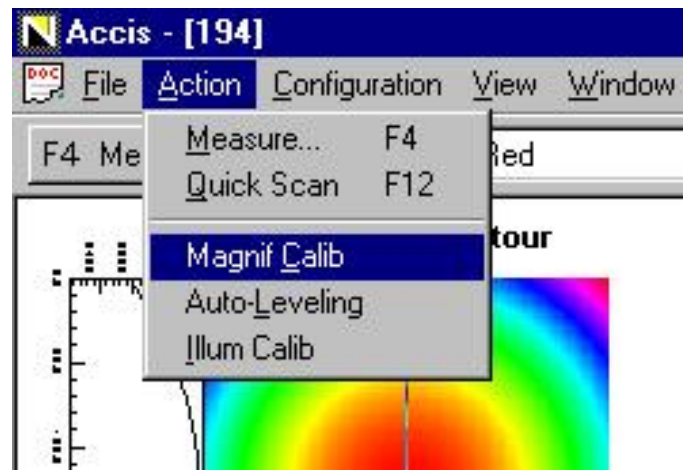 Accis - [194]
DOC File Action Configuration View Window
F4 Me
Red
Measure... F4
Quick Scan F12
tour
Magnif Calib
Auto-Leveling
Illum Calib